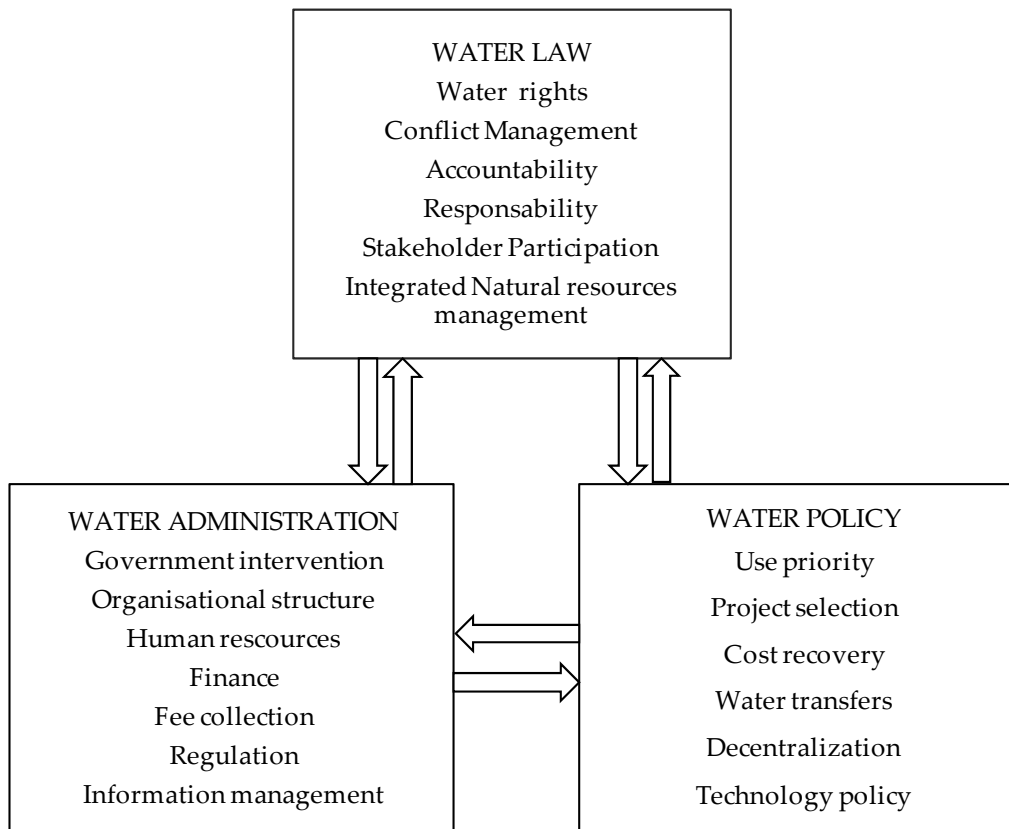 WATER LAW
Water rights
Conflict Management
Accountability
Responsability
Stakeholder Participation
Integrated Natural resources
management
WATER ADMINISTRATION
Government intervention
Organisational structure
Human rescources
Finance
Fee collection
Regulation
Information management
WATER POLICY
Use priority
Project selection
Cost recovery
Water transfers
Decentralization
Technology policy